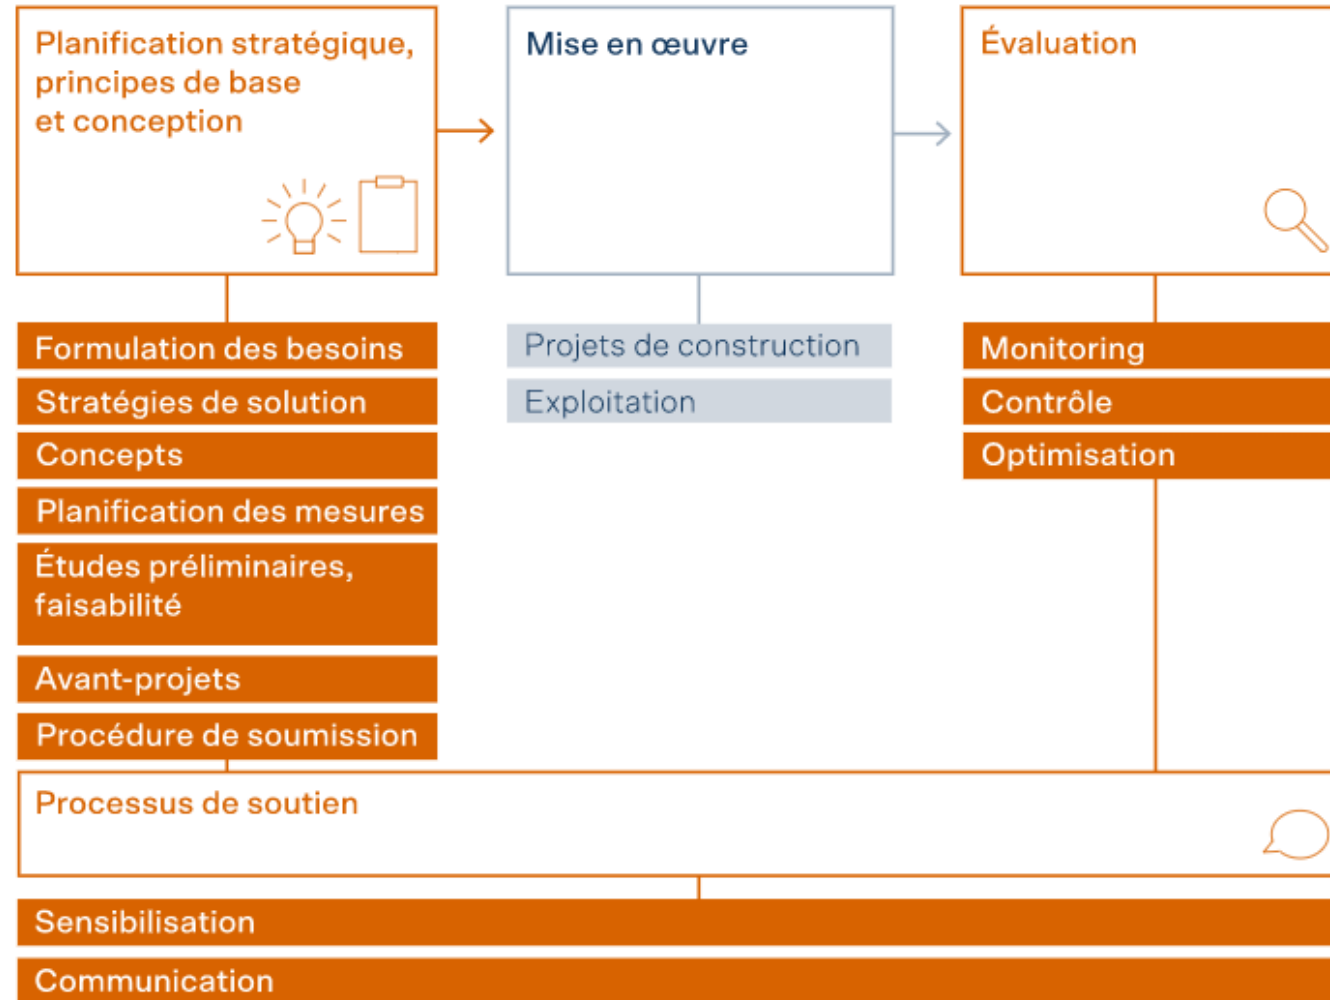 Planification stratégique,
principes de base
et conception
Mise en œuvre
Évaluation
Formulation des besoins
Stratégies de solution
Concepts
Planification des mesures
Études préliminaires,
faisabilité
Avant-projets
Procédure de soumission
Projets de construction
Exploitation
Monitoring
Contrôle
Optimisation
Processus de soutien
Sensibilisation
Communication